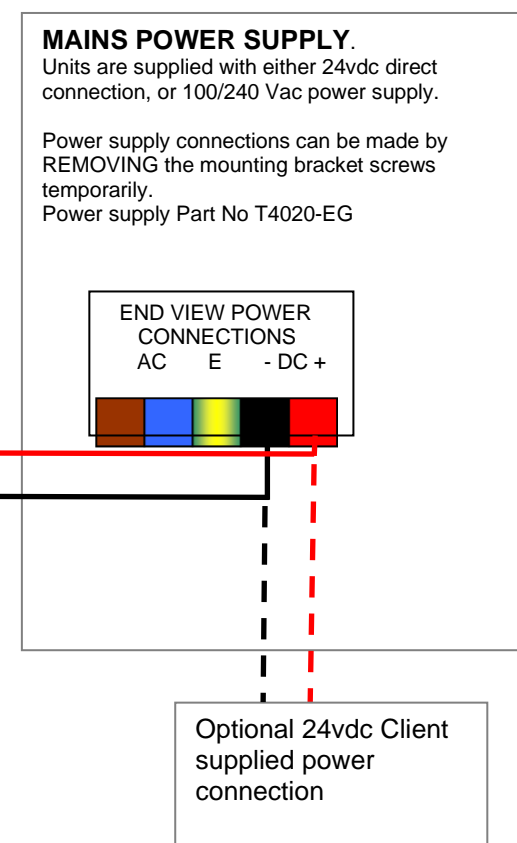 MAINS POWER SUPPLY.
Units are supplied with either 24vdc direct
connection, or 100/240 Vac power supply.
Power supply connections can be made by
REMOVING the mounting bracket screws
temporarily.
Power supply Part No T4020-EG
END VIEW POWER
CONNECTIONS
AC E - DC +
Optional 24vdc Client
supplied power
connection